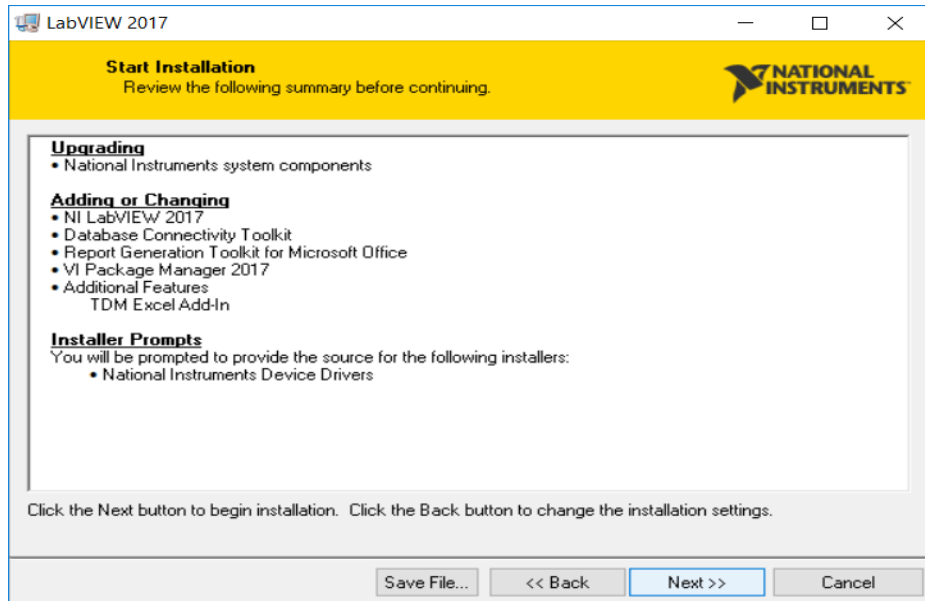 LabVIEW 2017
Start Installation
Review the following summary before continuing.
NATIONAL
INSTRUMENTS
Upgrading
• National Instruments system components
Adding or Changing
• NI LabVIEW 2017
• Database Connectivity Toolkit
• Report Generation Toolkit for Microsoft Office
• VI Package Manager 2017
• Additional Features
TDM Excel Add-In
Installer Prompts
You will be prompted to provide the source for the following installers:
• National Instruments Device Drivers
Click the Next button to begin installation. Click the Back button to change the installation settings.
Save File... << Back Next >> Cancel